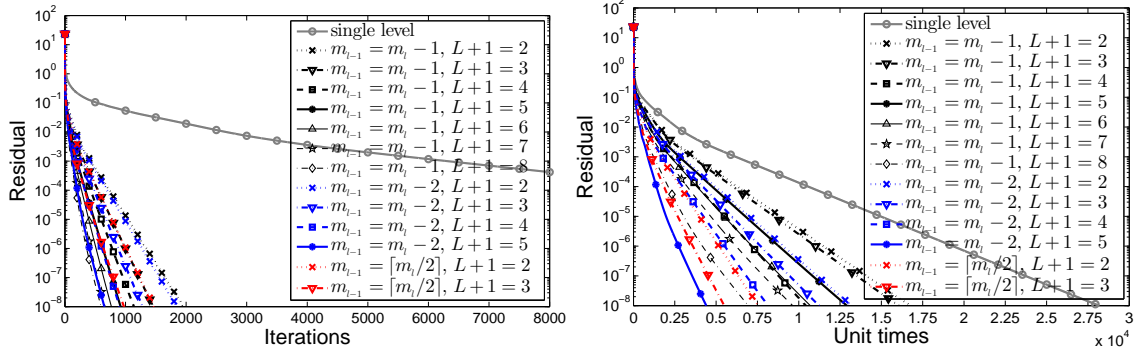 10^2
10^1
10^0
10^-1
10^-2
10^-3
10^-4
10^-5
10^-6
10^-7
10^-8
Residual
0 1000 2000 3000 4000 5000 6000 7000 8000
Iterations
single level
m_{l-1} = m_l - 1, L+1=2
m_{l-1} = m_l - 1, L+1=3
m_{l-1} = m_l - 1, L+1=4
m_{l-1} = m_l - 1, L+1=5
m_{l-1} = m_l - 1, L+1=6
m_{l-1} = m_l - 1, L+1=7
m_{l-1} = m_l - 1, L+1=8
m_{l-1} = m_l - 2, L+1=2
m_{l-1} = m_l - 2, L+1=3
m_{l-1} = m_l - 2, L+1=4
m_{l-1} = m_l - 2, L+1=5
m_{l-1} = ⌈m_l/2⌉, L+1=2
m_{l-1} = ⌈m_l/2⌉, L+1=3
10^2
10^1
10^0
10^-1
10^-2
10^-3
10^-4
10^-5
10^-6
10^-7
10^-8
Residual
0 0.25 0.5 0.75 1 1.25 1.5 1.75 2 2.25 2.5 2.75 3
x 10^4
Unit times
single level
m_{l-1} = m_l - 1, L+1=2
m_{l-1} = m_l - 1, L+1=3
m_{l-1} = m_l - 1, L+1=4
m_{l-1} = m_l - 1, L+1=5
m_{l-1} = m_l - 1, L+1=6
m_{l-1} = m_l - 1, L+1=7
m_{l-1} = m_l - 1, L+1=8
m_{l-1} = m_l - 2, L+1=2
m_{l-1} = m_l - 2, L+1=3
m_{l-1} = m_l - 2, L+1=4
m_{l-1} = m_l - 2, L+1=5
m_{l-1} = ⌈m_l/2⌉, L+1=2
m_{l-1} = ⌈m_l/2⌉, L+1=3